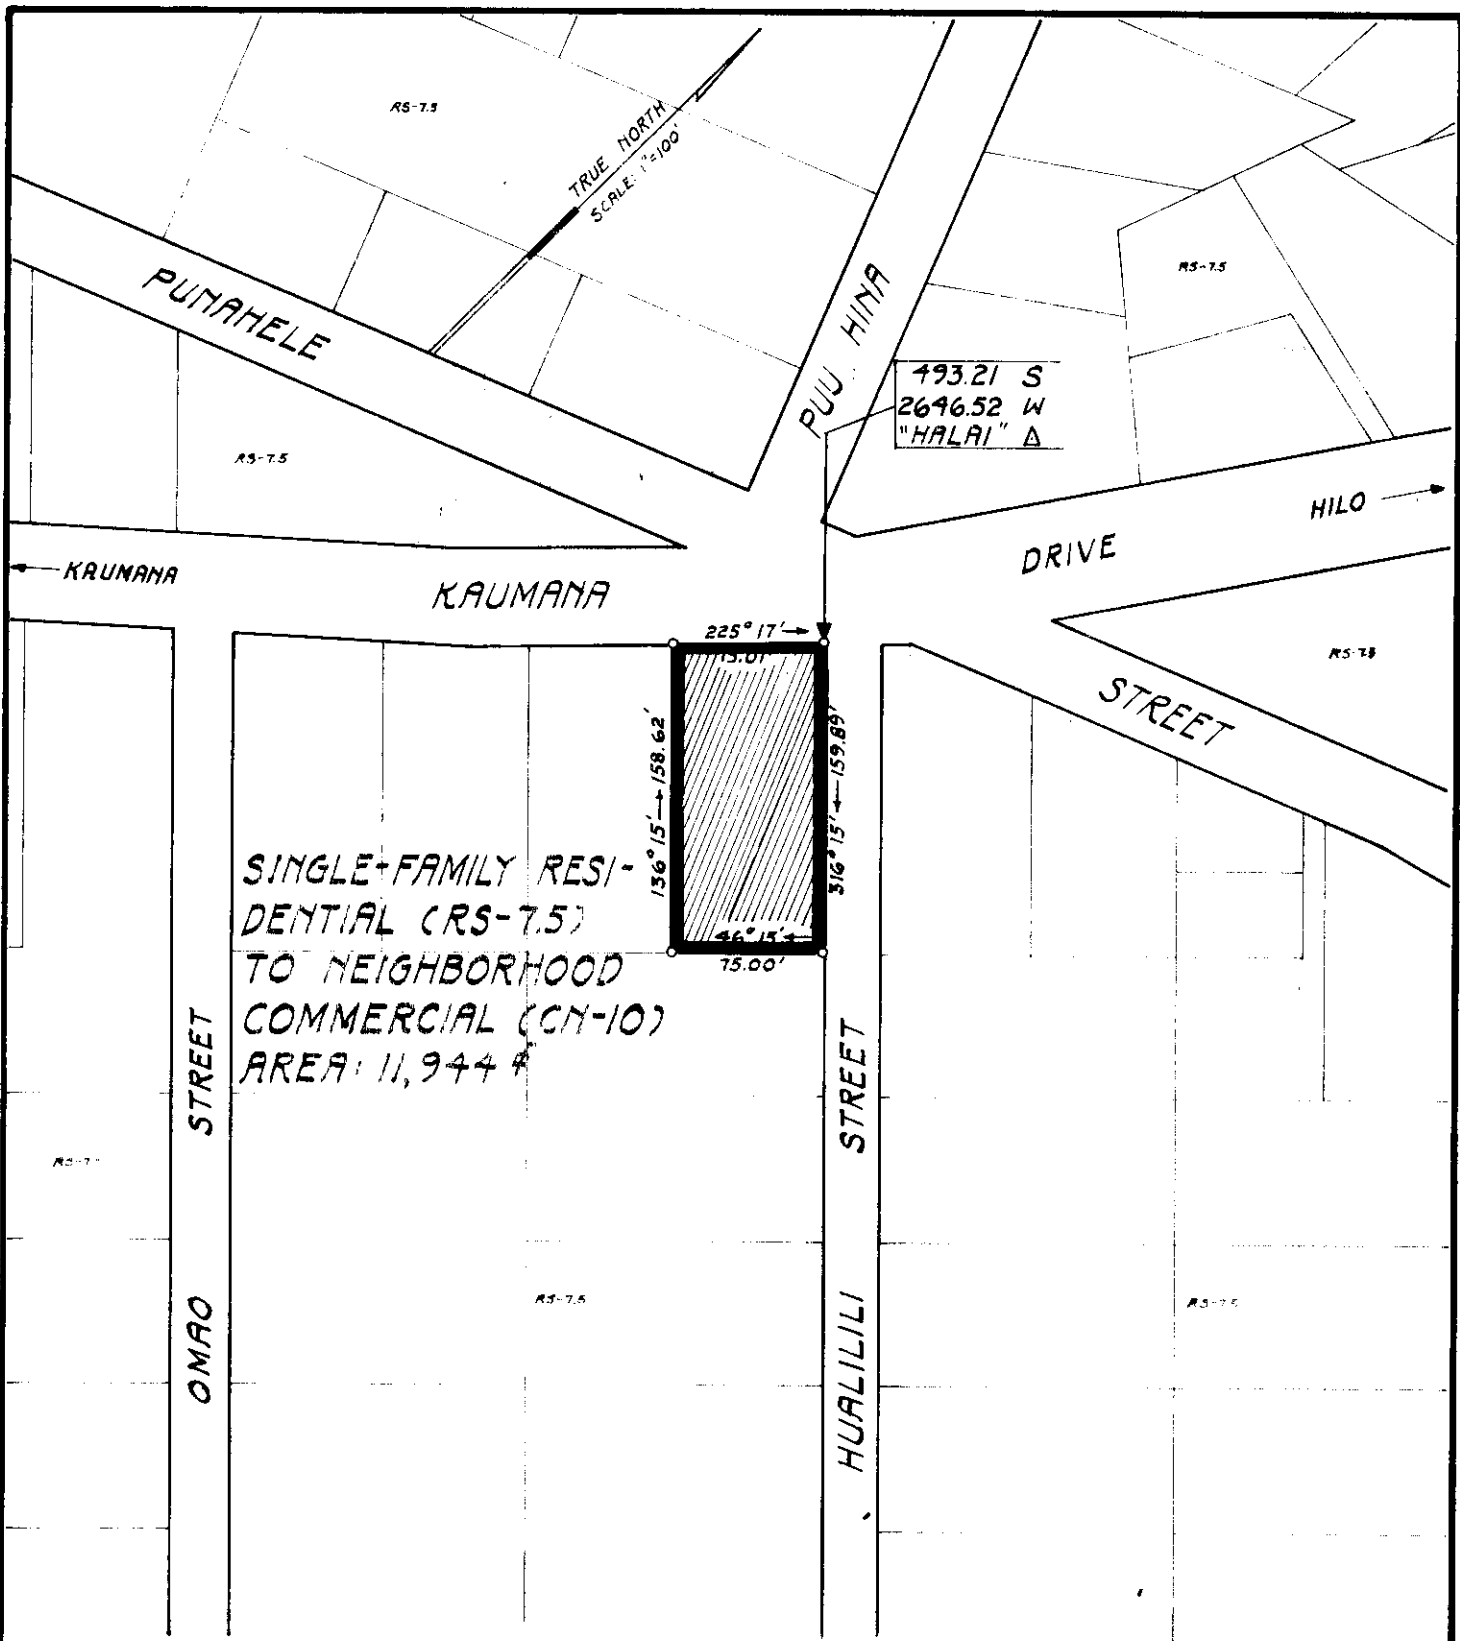 RS-7.5
TRUE NORTH
SCALE: 1"=100'
PUNAHELE
PUU HINA
RS-7.5
493.21 S
2646.52 W
"HALAI" Δ
RS-7.5
HILO
DRIVE
KAUMANA
KAUMANA
225° 17'
75.01'
RS-7.5
STREET
136° 15' 158.62'
316° 15' 159.89'
46° 15'
75.00'
SINGLE-FAMILY RESI-
DENTIAL (RS-7.5)
TO NEIGHBORHOOD
COMMERCIAL (CN-10)
AREA: 11,944
OMAO STREET
HUALILILI STREET
RS-7.5
RS-7.5